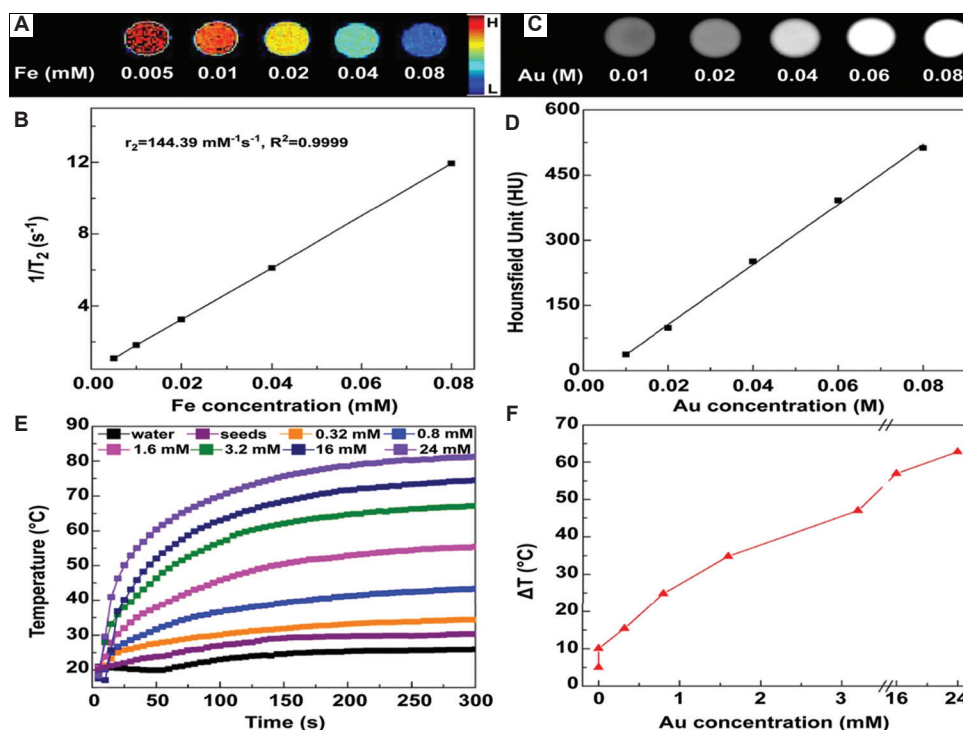 A
H
Fe (mM) 0.005 0.01 0.02 0.04 0.08
L
C
Au (M) 0.01 0.02 0.04 0.06 0.08
B
r₂=144.39 mM⁻¹s⁻¹, R²=0.9999
12
8
4
1/T₂ (s⁻¹)
0.00 0.02 0.04 0.06 0.08
Fe concentration (mM)
D
600
450
300
150
0
Hounsfield Unit (HU)
0.00 0.02 0.04 0.06 0.08
Au concentration (M)
E
water seeds 0.32 mM 0.8 mM
1.6 mM 3.2 mM 16 mM 24 mM
90
80
70
60
50
40
30
20
Temperature (°C)
0 50 100 150 200 250 300
Time (s)
F
70
60
50
40
30
20
10
0
ΔT (°C)
0 1 2 3 16 24
Au concentration (mM)